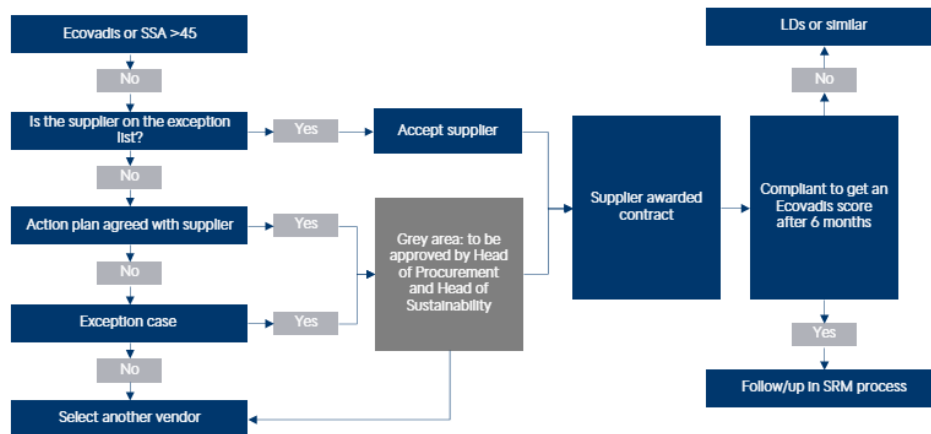 Ecovadis or SSA >45
No
Is the supplier on the exception
list?
Yes
Accept supplier
No
Action plan agreed with supplier
Yes
No
Exception case
Yes
No
Select another vendor
Grey area: to be
approved by Head
of Procurement
and Head of
Sustainability
Supplier awarded
contract
LDs or similar
No
Compliant to get an
Ecovadis score
after 6 months
Yes
Follow/up in SRM process